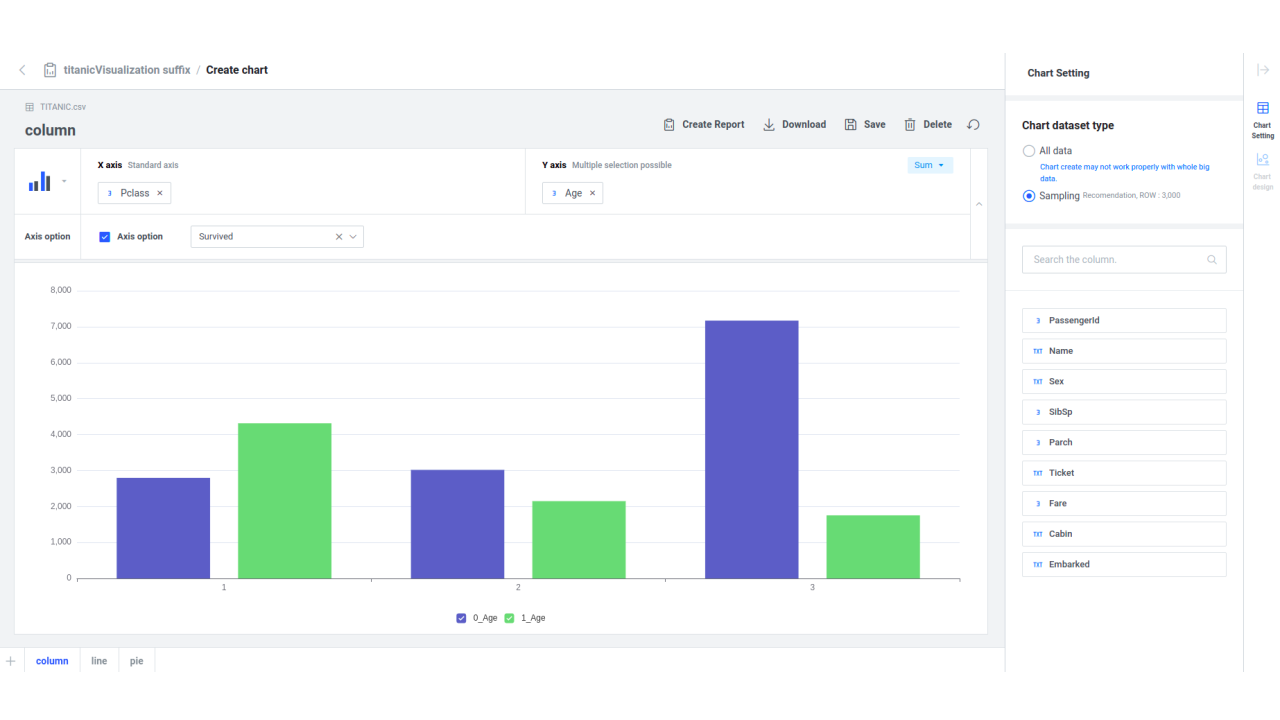 titanicVisualization suffix / Create chart
TITANIC.csv
column
Create Report Download Save Delete
X axis Standard axis
3 Pclass ×
Y axis Multiple selection possible
Sum
3 Age ×
Axis option
Axis option
Survived
8,000
7,000
6,000
5,000
4,000
3,000
2,000
1,000
0
1 2 3
0_Age 1_Age
+ column line pie
Chart Setting
Chart dataset type
All data
Chart create may not work properly with whole big
data.
Sampling Recomendation, ROW : 3,000
Search the column.
3 PassengerId
TXT Name
TXT Sex
3 SibSp
3 Parch
TXT Ticket
3 Fare
TXT Cabin
TXT Embarked
Chart
Setting
Chart
design